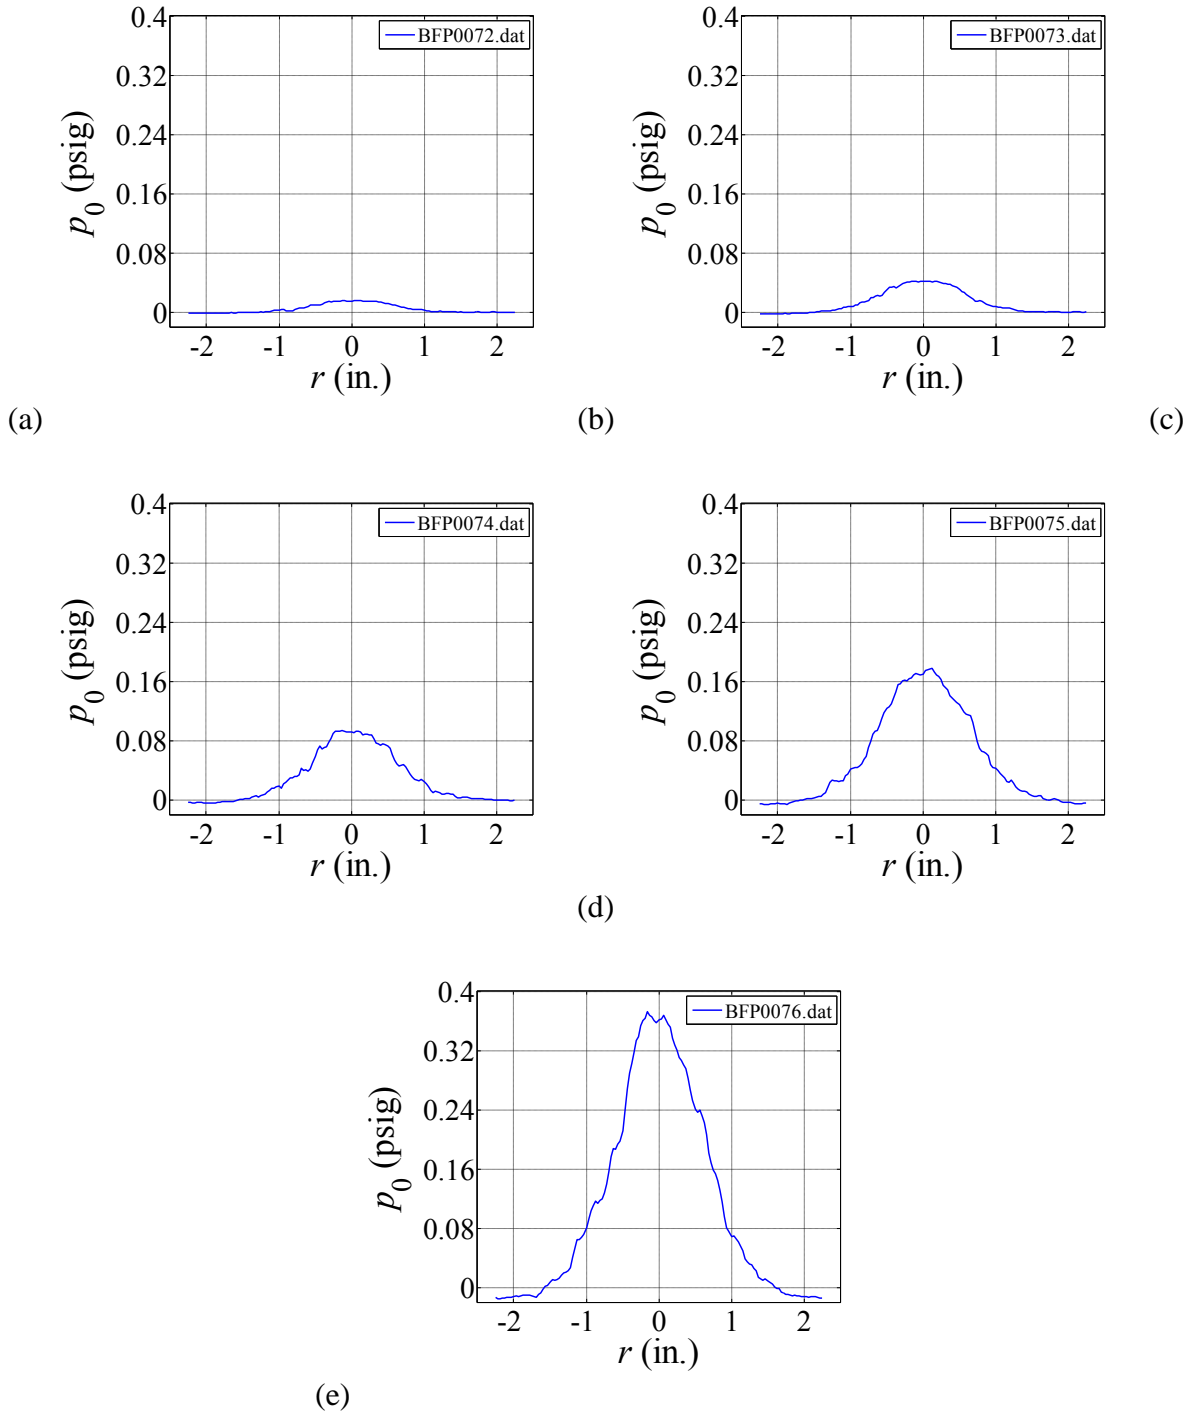 0.4
0.32
0.24
0.16
0.08
0
p0 (psig)
BFP0072.dat
-2 -1 0 1 2
r (in.)
0.4
0.32
0.24
0.16
0.08
0
p0 (psig)
BFP0073.dat
-2 -1 0 1 2
r (in.)
(a) (b) (c)
0.4
0.32
0.24
0.16
0.08
0
p0 (psig)
BFP0074.dat
-2 -1 0 1 2
r (in.)
0.4
0.32
0.24
0.16
0.08
0
p0 (psig)
BFP0075.dat
-2 -1 0 1 2
r (in.)
(d)
0.4
0.32
0.24
0.16
0.08
0
p0 (psig)
BFP0076.dat
-2 -1 0 1 2
r (in.)
(e)